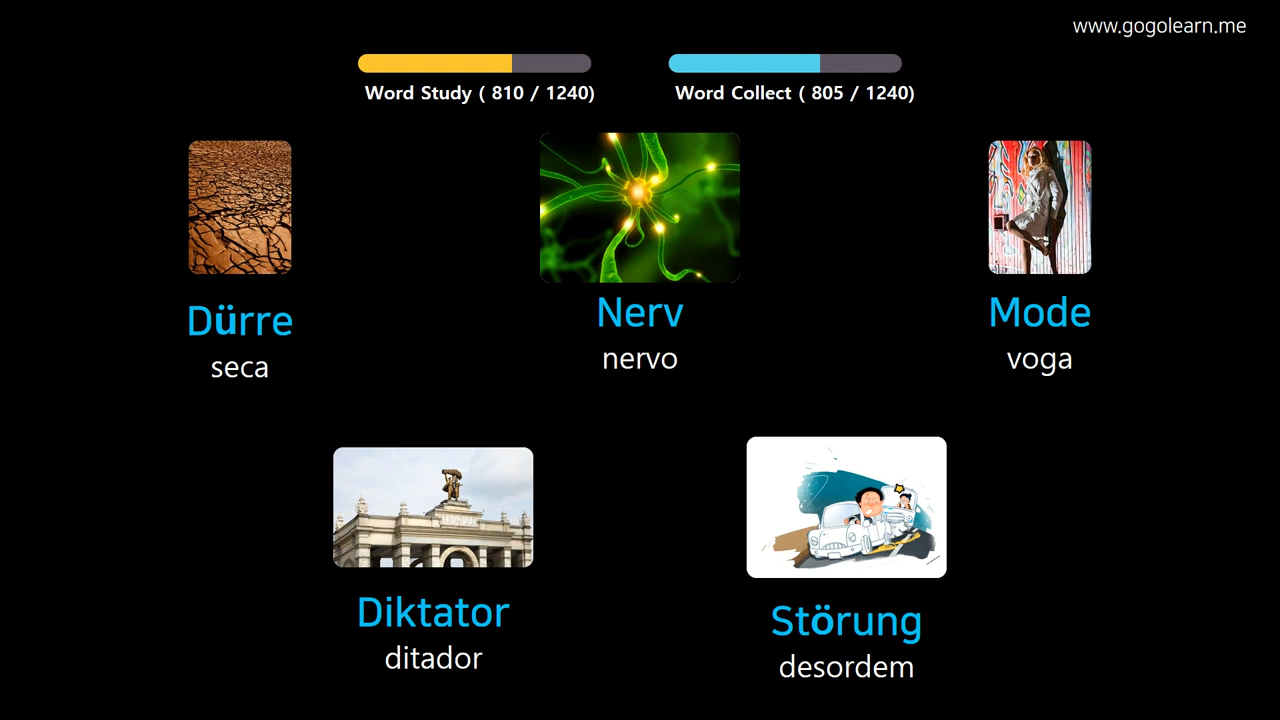 www.gogolearn.me
Word Study ( 810 / 1240)
Word Collect ( 805 / 1240)
Dürre
seca
Nerv
nervo
Mode
voga
Diktator
ditador
Störung
desordem